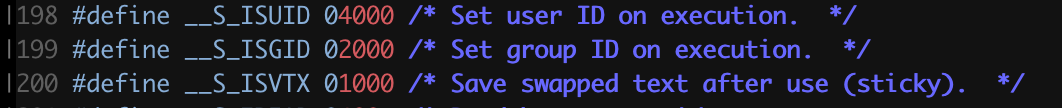 198 #define __S_ISUID 04000 /* Set user ID on execution.  */
199 #define __S_ISGID 02000 /* Set group ID on execution.  */
200 #define __S_ISVTX 01000 /* Save swapped text after use (sticky).  */